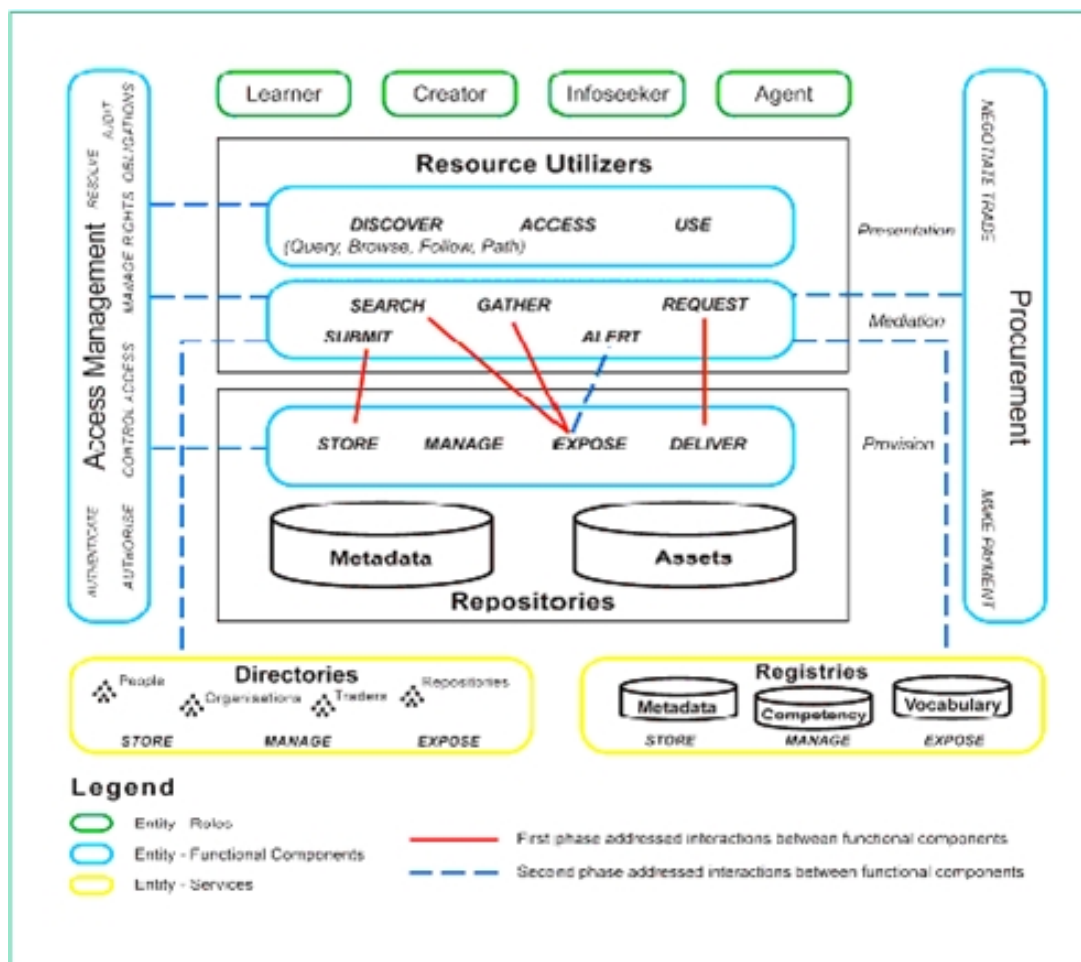 Learner
Creator
Infoseeker
Agent
Access Management
AUTHENTICATE
AUTHORISE
CONTROL ACCESS
MANAGE RIGHTS OBLIGATIONS
RESOLVE
AUDIT
Resource Utilizers
DISCOVER ACCESS USE
(Query, Browse, Follow, Path)
Presentation
SEARCH GATHER REQUEST
SUBMIT ALERT
Mediation
STORE MANAGE EXPOSE DELIVER
Provision
Metadata
Assets
Repositories
NEGOTIATE TRADE
Procurement
MAKE PAYMENT
Directories
People
Organisations
Traders
Repositories
STORE MANAGE EXPOSE
Registries
Metadata
Competency
Vocabulary
STORE MANAGE EXPOSE
Legend
Entity - Roles
Entity - Functional Components
Entity - Services
First phase addressed interactions between functional components
Second phase addressed interactions between functional components